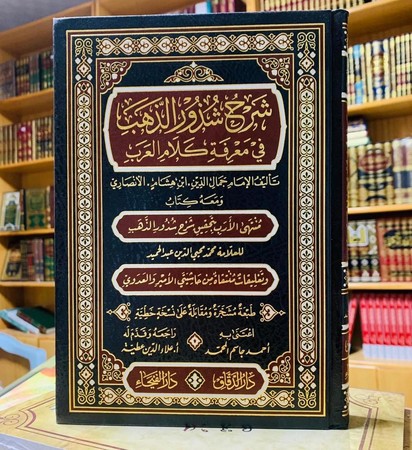 شرح شذور الذهب
في معرفة كلام العرب
تأليف الإمام جمال الدين، ابن هشام، الأنصاري
ومعه كتاب
منتهى الأرب بتحقيق شرح شذور الذهب
للعلامة محمد محيي الدين عبد الحميد
وتعليقات منتقاة من حاشيتي الأمير والعدوي
طبعة مشجرة ومقابلة على نسخة خطية
اعتنى به
أحمد جاسم المحمد
راجعه وقدم له
أ.د. علاء الدين عطية
دار الدقاق
دار الفيحاء